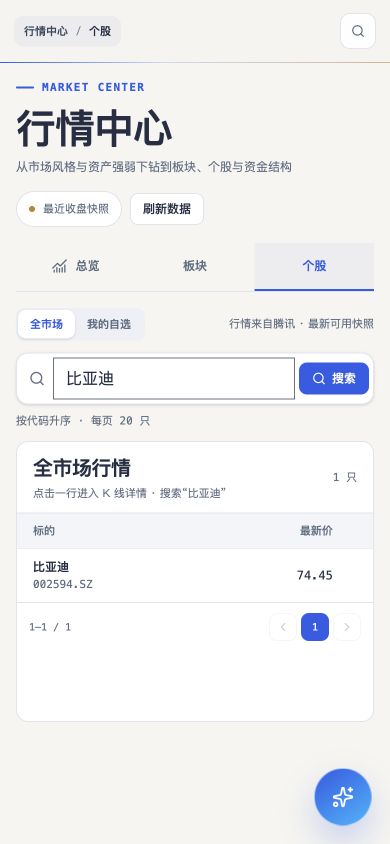 行情中心 / 个股
MARKET CENTER
行情中心
从市场风格与资产强弱下钻到板块、个股与资金结构
最近收盘快照 刷新数据
总览 板块 个股
全市场 我的自选 行情来自腾讯 · 最新可用快照
比亚迪 搜索
按代码升序 · 每页 20 只
全市场行情 1 只
点击一行进入 K 线详情 · 搜索“比亚迪”
标的 最新价
比亚迪
002594.SZ 74.45
1–1 / 1 1